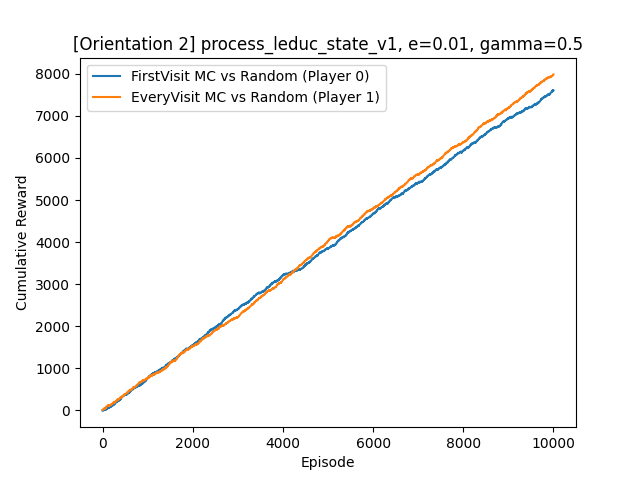 [Orientation 2] process_leduc_state_v1, e=0.01, gamma=0.5
FirstVisit MC vs Random (Player 0)
EveryVisit MC vs Random (Player 1)
Cumulative Reward
8000
7000
6000
5000
4000
3000
2000
1000
0
0 2000 4000 6000 8000 10000
Episode